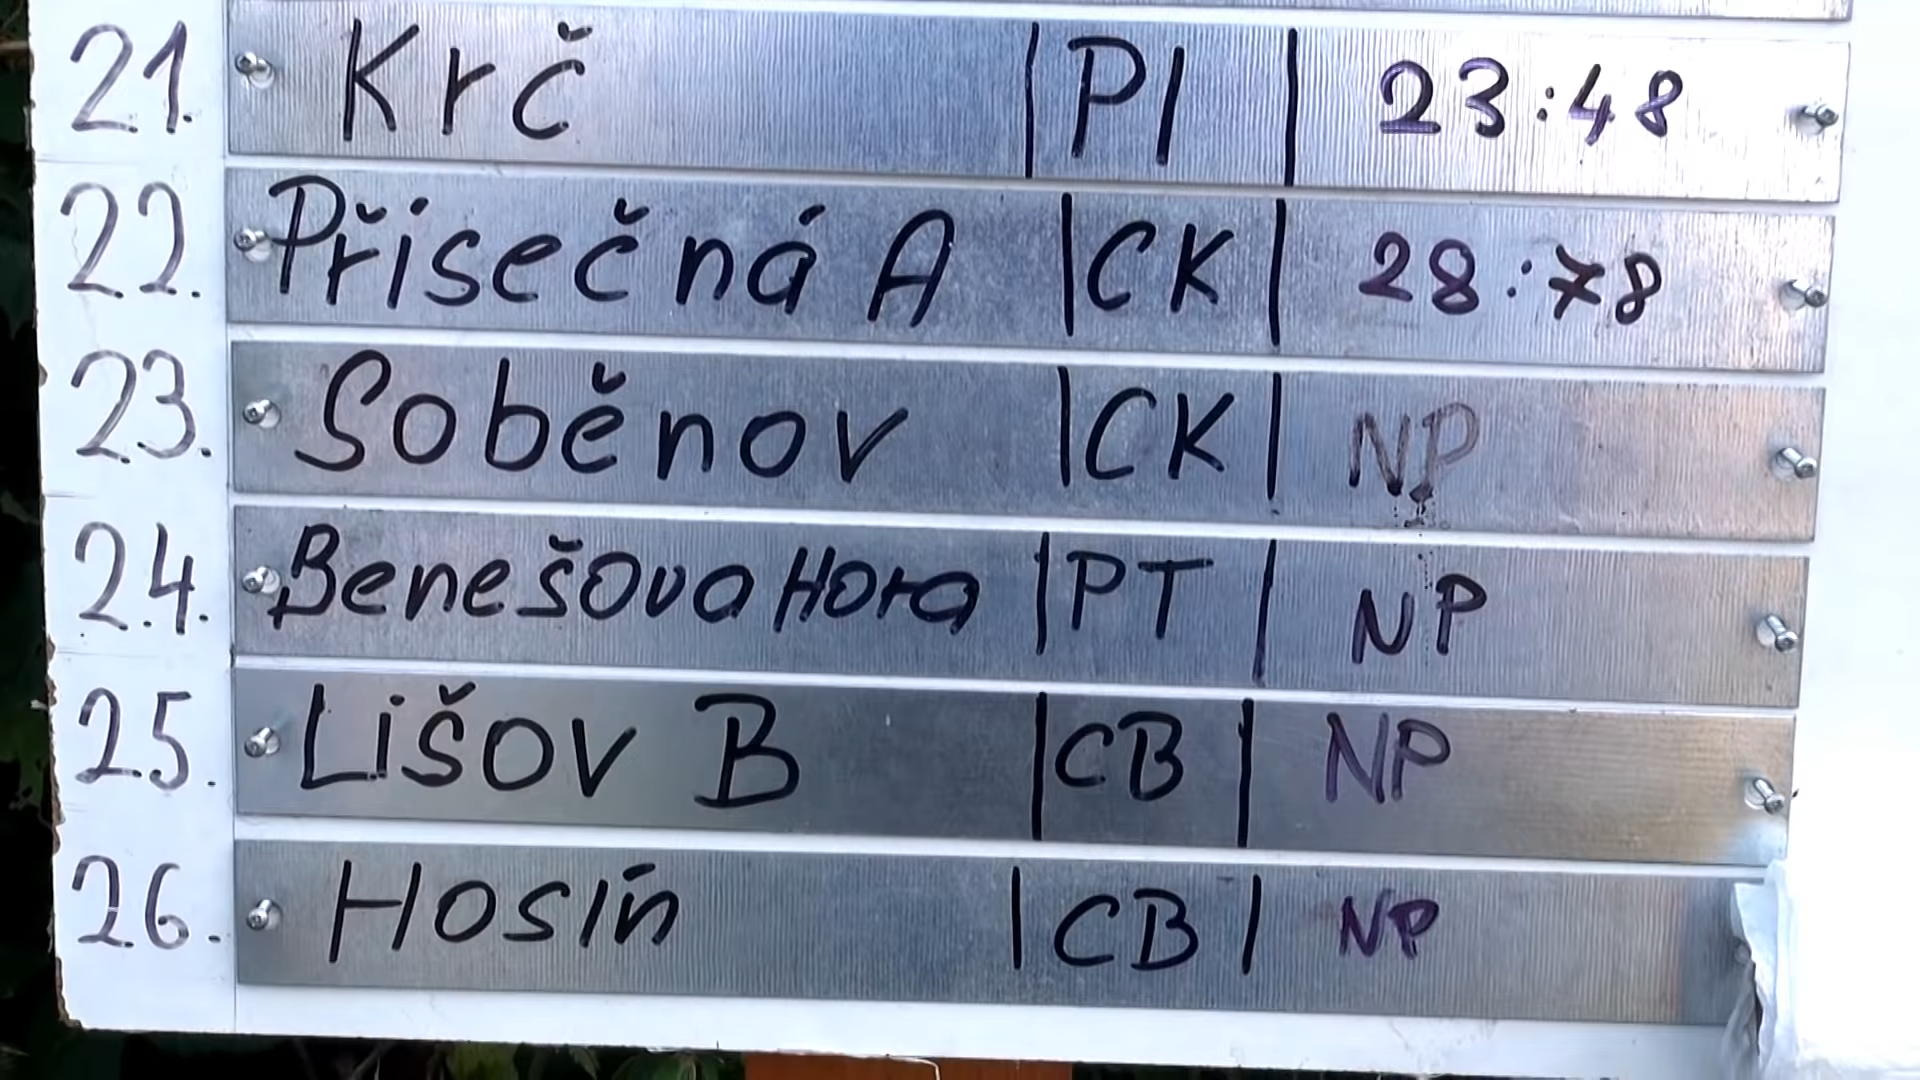 21. Krč | PI | 23:48
22. Přísečná A | CK | 28:78
23. Soběnov | CK | NP
24. Benešova Hora | PT | NP
25. Lišov B | CB | NP
26. Hosín | CB | NP